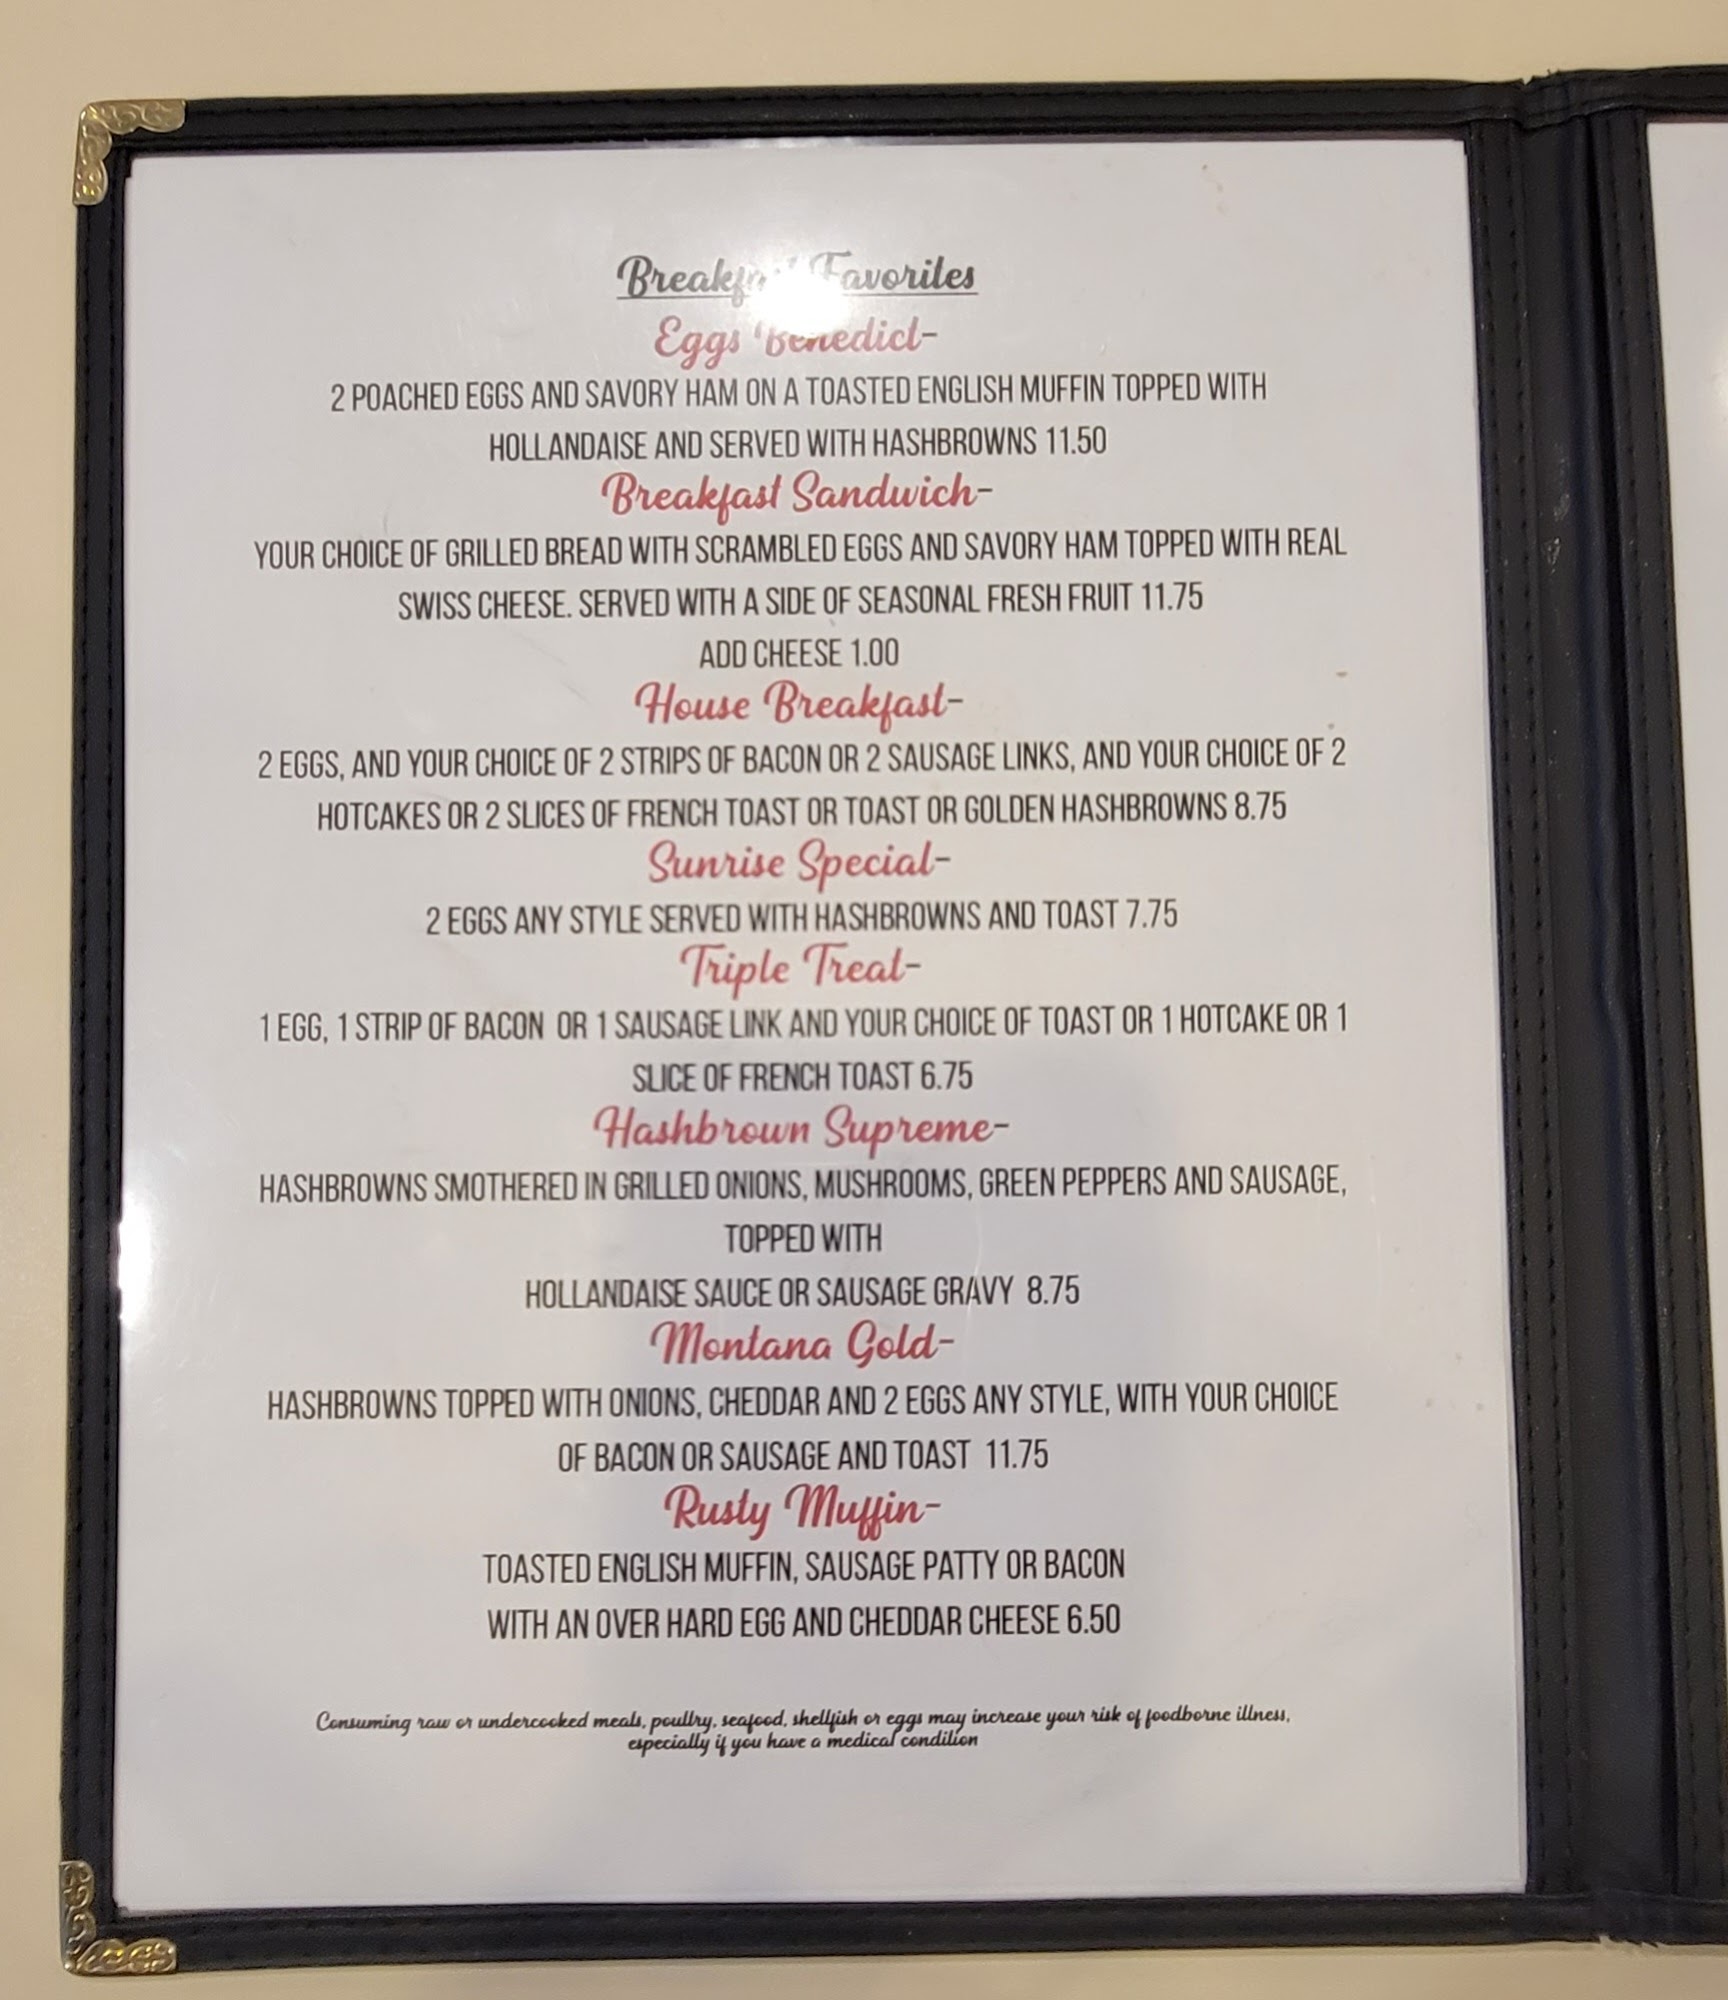 Breakfast Favorites
Eggs Benedict-
2 POACHED EGGS AND SAVORY HAM ON A TOASTED ENGLISH MUFFIN TOPPED WITH
HOLLANDAISE AND SERVED WITH HASHBROWNS 11.50
Breakfast Sandwich-
YOUR CHOICE OF GRILLED BREAD WITH SCRAMBLED EGGS AND SAVORY HAM TOPPED WITH REAL
SWISS CHEESE. SERVED WITH A SIDE OF SEASONAL FRESH FRUIT 11.75
ADD CHEESE 1.00
House Breakfast-
2 EGGS, AND YOUR CHOICE OF 2 STRIPS OF BACON OR 2 SAUSAGE LINKS, AND YOUR CHOICE OF 2
HOTCAKES OR 2 SLICES OF FRENCH TOAST OR TOAST OR GOLDEN HASHBROWNS 8.75
Sunrise Special-
2 EGGS ANY STYLE SERVED WITH HASHBROWNS AND TOAST 7.75
Triple Treat-
1 EGG, 1 STRIP OF BACON OR 1 SAUSAGE LINK AND YOUR CHOICE OF TOAST OR 1 HOTCAKE OR 1
SLICE OF FRENCH TOAST 6.75
Hashbrown Supreme-
HASHBROWNS SMOTHERED IN GRILLED ONIONS, MUSHROOMS, GREEN PEPPERS AND SAUSAGE,
TOPPED WITH
HOLLANDAISE SAUCE OR SAUSAGE GRAVY 8.75
Montana Gold-
HASHBROWNS TOPPED WITH ONIONS, CHEDDAR AND 2 EGGS ANY STYLE, WITH YOUR CHOICE
OF BACON OR SAUSAGE AND TOAST 11.75
Rusty Muffin-
TOASTED ENGLISH MUFFIN, SAUSAGE PATTY OR BACON
WITH AN OVER HARD EGG AND CHEDDAR CHEESE 6.50
Consuming raw or undercooked meals, poultry, seafood, shellfish or eggs may increase your risk of foodborne illness,
especially if you have a medical condition